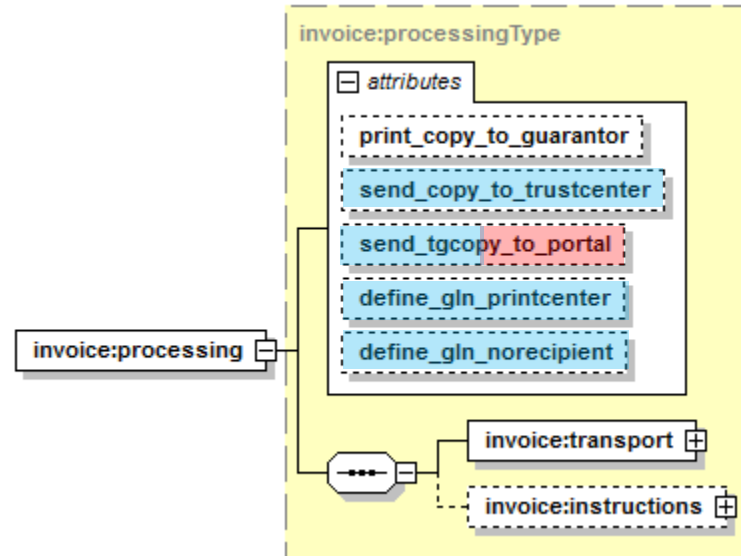 invoice:processingType
attributes
print_copy_to_guarantor
send_copy_to_trustcenter
send_tgcopy_to_portal
define_gln_printcenter
define_gln_norecipient
invoice:processing
invoice:transport
invoice:instructions